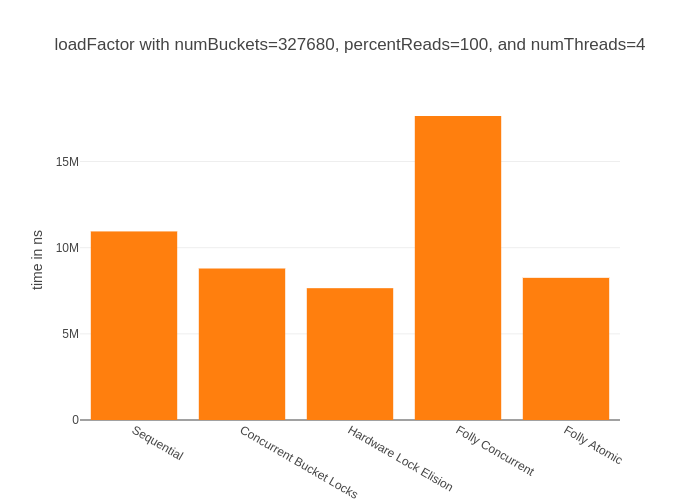 loadFactor with numBuckets=327680, percentReads=100, and numThreads=4
time in ns
15M
10M
5M
0
Sequential
Concurrent Bucket Locks
Hardware Lock Elision
Folly Concurrent
Folly Atomic